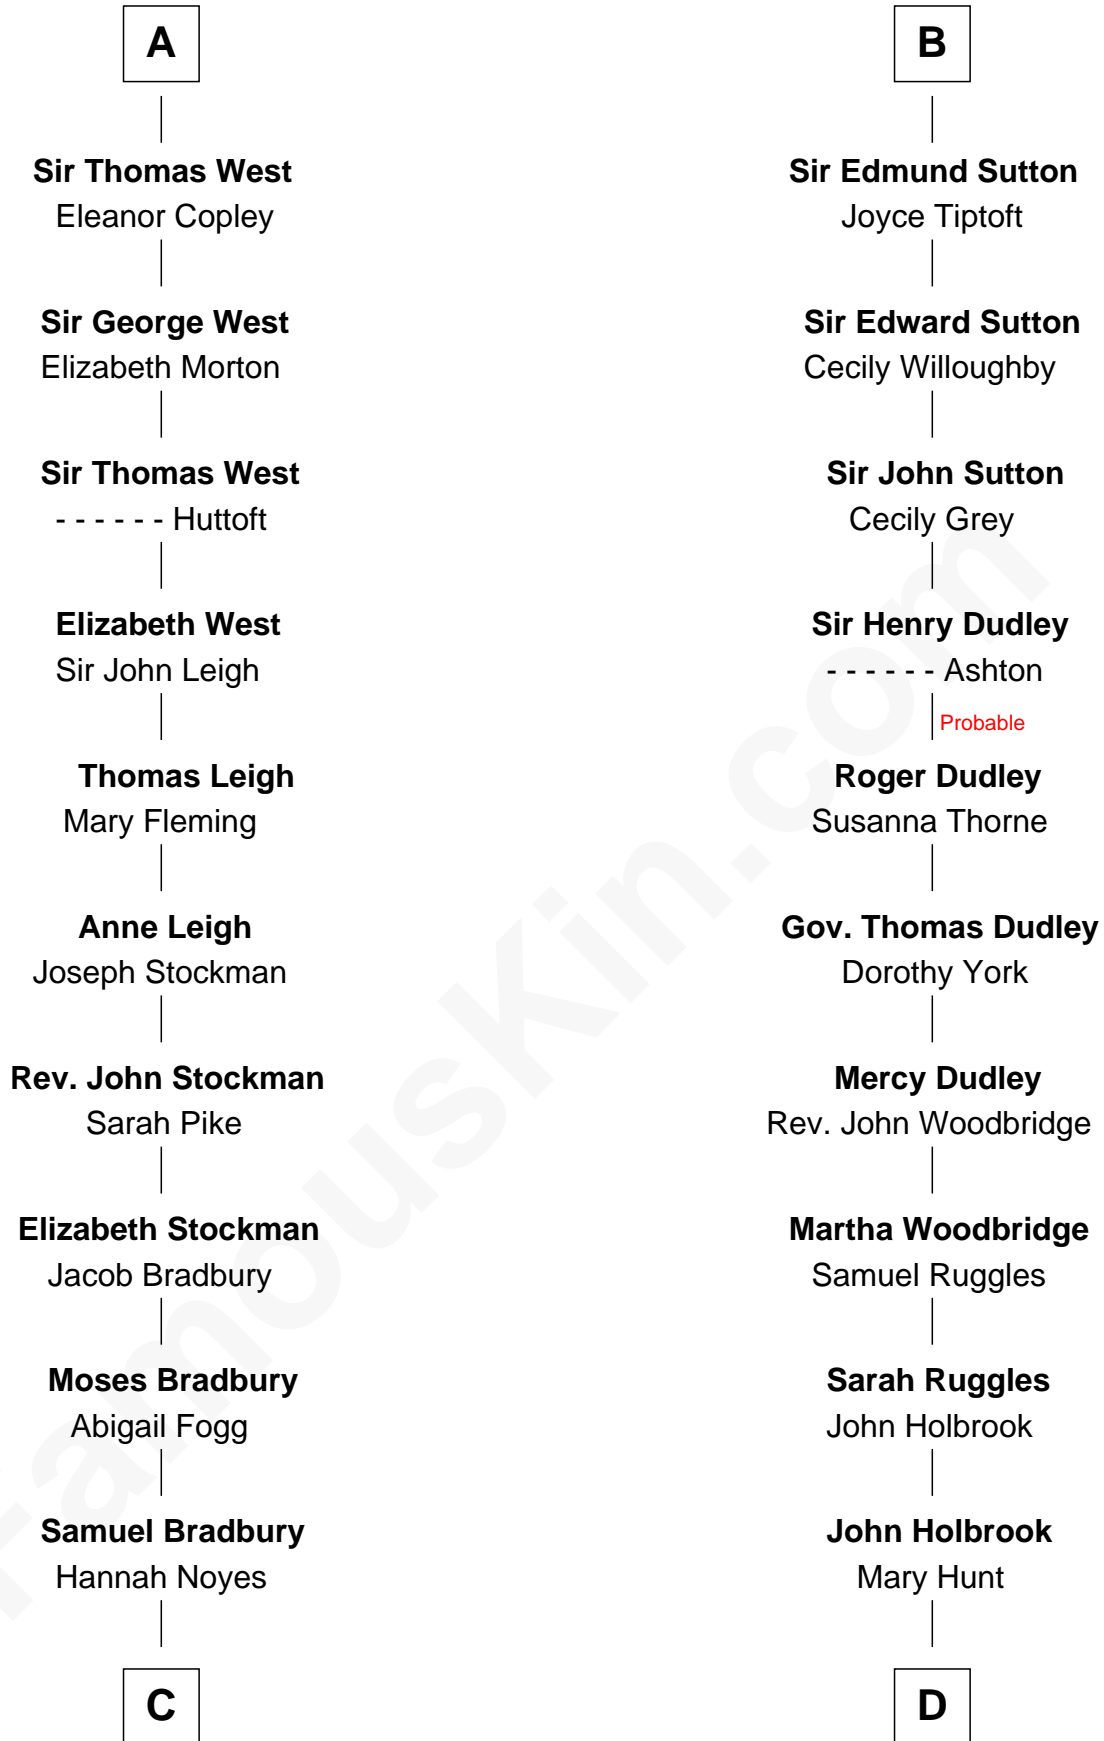 A
Sir Thomas West
Eleanor Copley
Sir George West
Elizabeth Morton
Sir Thomas West
- - - - - - Huttoft
Elizabeth West
Sir John Leigh
Thomas Leigh
Mary Fleming
Anne Leigh
Joseph Stockman
Rev. John Stockman
Sarah Pike
Elizabeth Stockman
Jacob Bradbury
Moses Bradbury
Abigail Fogg
Samuel Bradbury
Hannah Noyes
C
B
Sir Edmund Sutton
Joyce Tiptoft
Sir Edward Sutton
Cecily Willoughby
Sir John Sutton
Cecily Grey
Sir Henry Dudley
- - - - - - Ashton
Probable
Roger Dudley
Susanna Thorne
Gov. Thomas Dudley
Dorothy York
Mercy Dudley
Rev. John Woodbridge
Martha Woodbridge
Samuel Ruggles
Sarah Ruggles
John Holbrook
John Holbrook
Mary Hunt
D
FamousKin.com